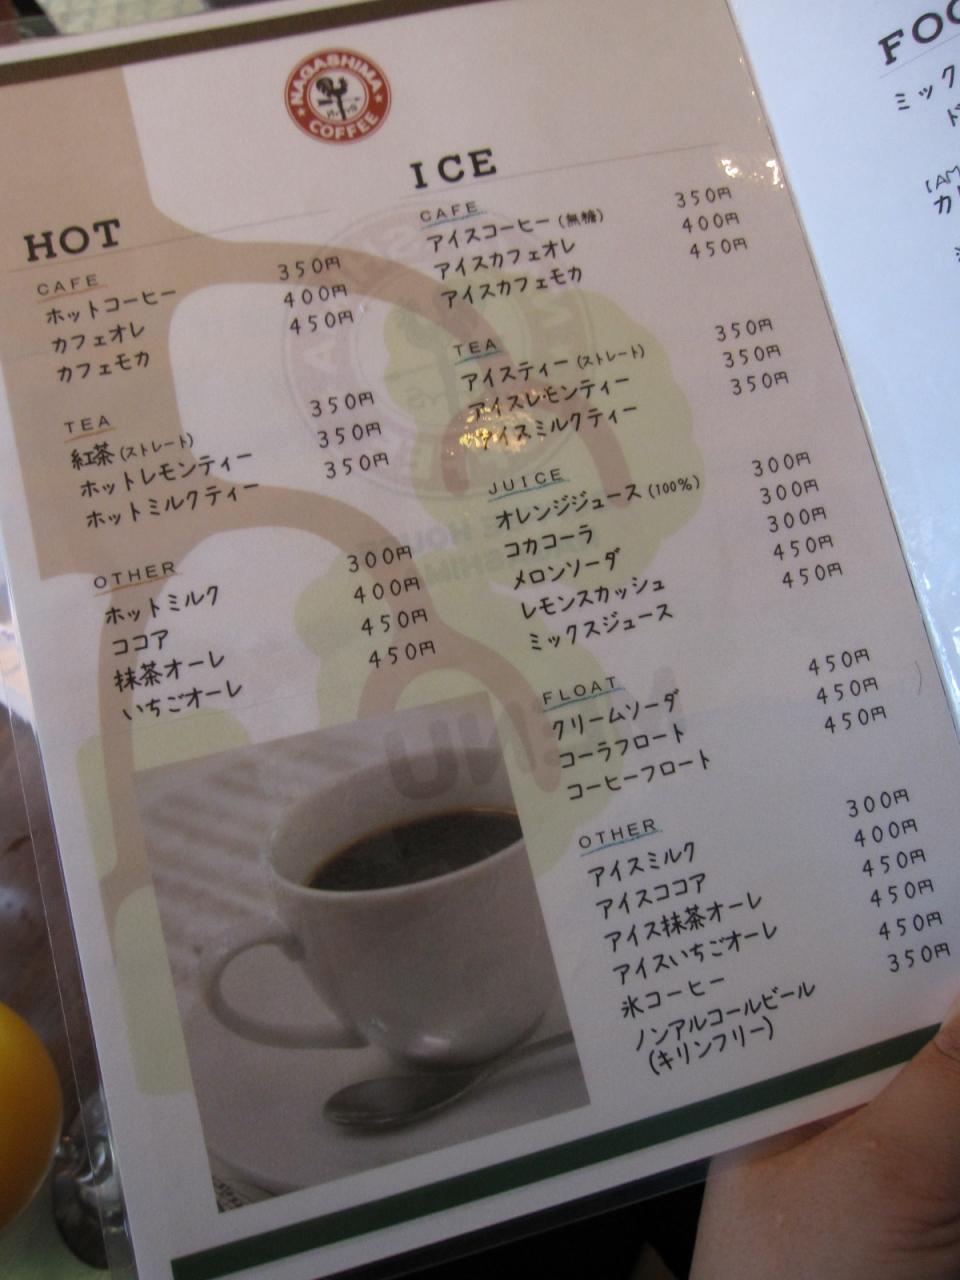 NAGASHIMA
COFFEE
HOT
CAFE
ホットコーヒー 350円
カフェオレ 400円
カフェモカ 450円
TEA
紅茶(ストレート) 350円
ホットレモンティー 350円
ホットミルクティー 350円
OTHER
ホットミルク 300円
ココア 400円
抹茶オーレ 450円
いちごオーレ 450円
ICE
CAFE
アイスコーヒー(無糖) 350円
アイスカフェオレ 400円
アイスカフェモカ 450円
TEA
アイスティー(ストレート) 350円
アイスレモンティー 350円
アイスミルクティー 350円
JUICE
オレンジジュース(100%) 300円
コカコーラ 300円
メロンソーダ 300円
レモンスカッシュ 450円
ミックスジュース 450円
FLOAT
クリームソーダ 450円
コーラフロート 450円
コーヒーフロート 450円
OTHER
アイスミルク 300円
アイスココア 400円
アイス抹茶オーレ 450円
アイスいちごオーレ 450円
氷コーヒー 450円
ノンアルコールビール 350円
(キリンフリー)
FOO
ミック